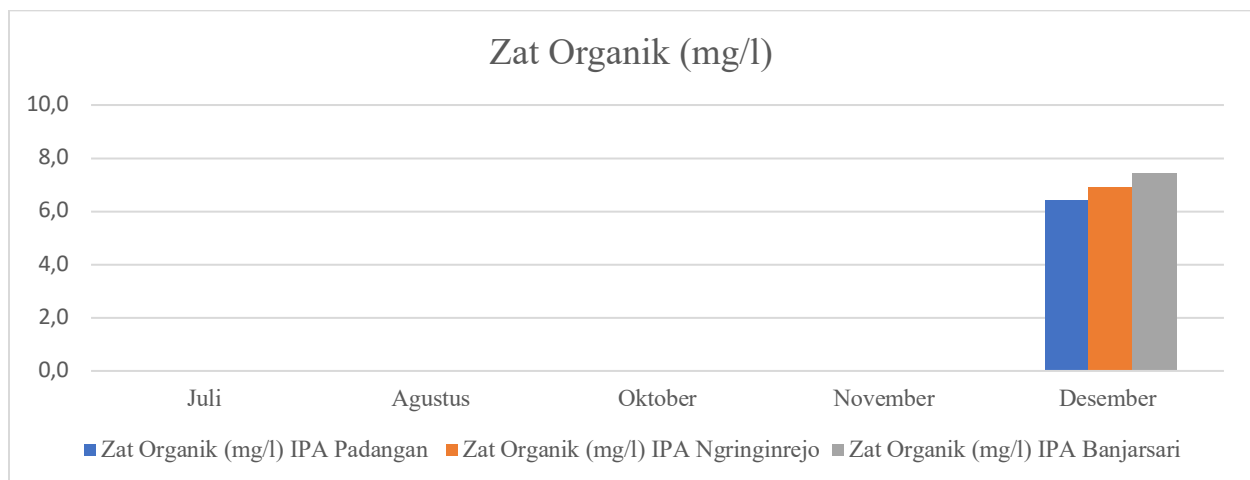 Zat Organik (mg/l)
10,0
8,0
6,0
4,0
2,0
0,0
Juli Agustus Oktober November Desember
Zat Organik (mg/l) IPA Padangan Zat Organik (mg/l) IPA Ngringinrejo Zat Organik (mg/l) IPA Banjarsari